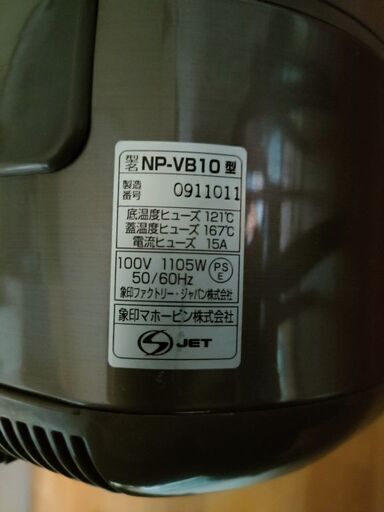 型名 NP-VB10 型
製造番号 0911011
底温度ヒューズ 121℃
蓋温度ヒューズ 167℃
電流ヒューズ 15A
100V 1105W
50/60Hz
PSE
象印ファクトリー・ジャパン株式会社
象印マホービン株式会社
JET